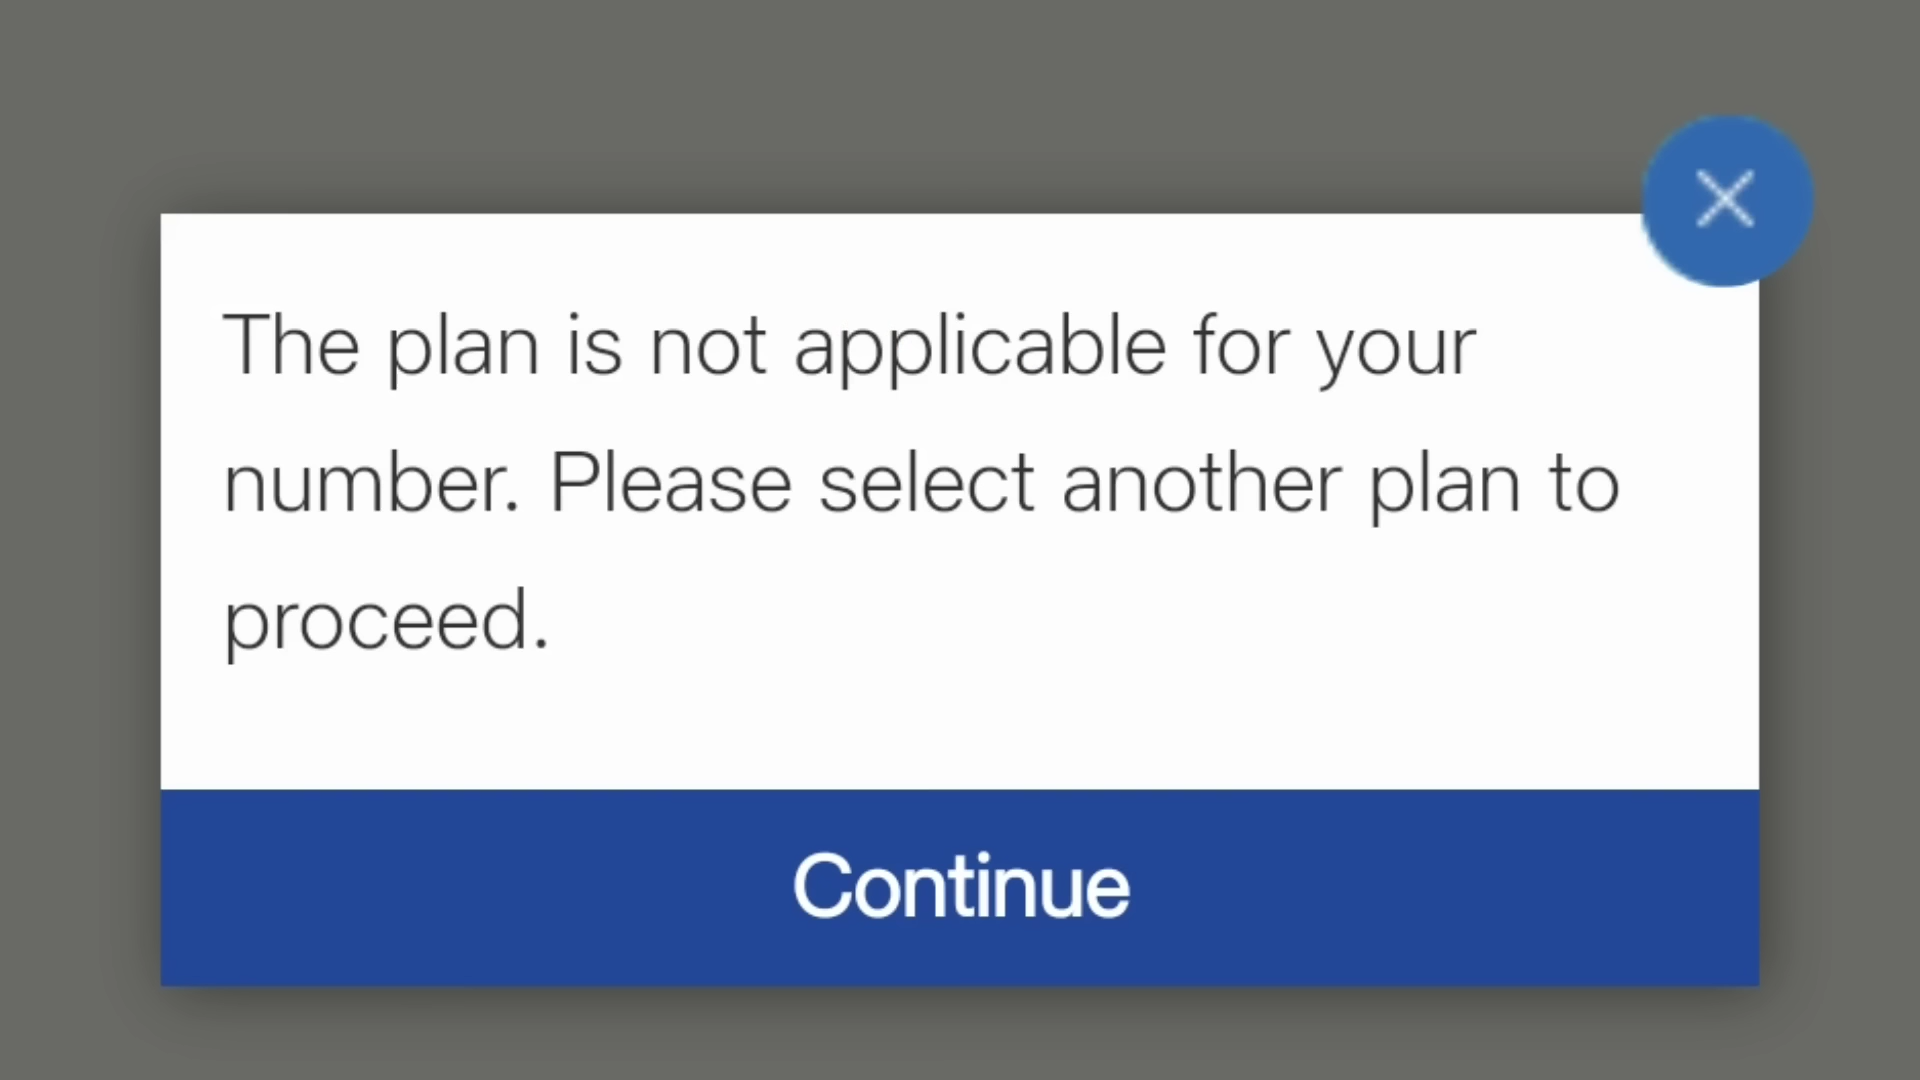 The plan is not applicable for your
number. Please select another plan to
proceed.
Continue